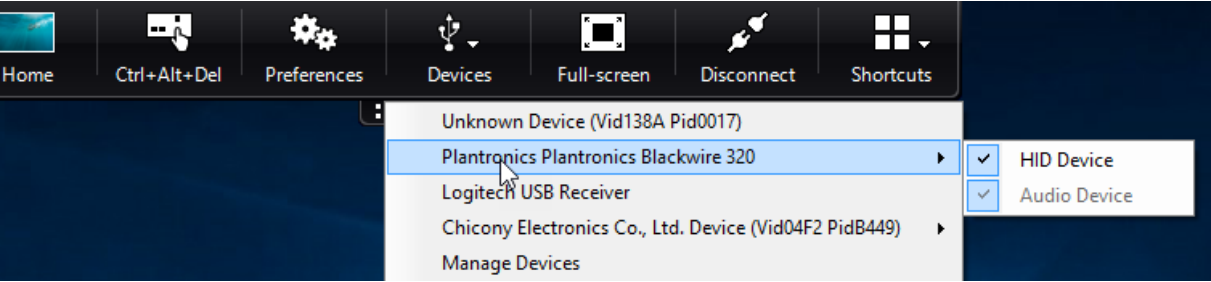 Home Ctrl+Alt+Del Preferences Devices Full-screen Disconnect Shortcuts
Unknown Device (Vid138A Pid0017)
Plantronics Plantronics Blackwire 320
HID Device
Logitech USB Receiver
Audio Device
Chicony Electronics Co., Ltd. Device (Vid04F2 PidB449)
Manage Devices